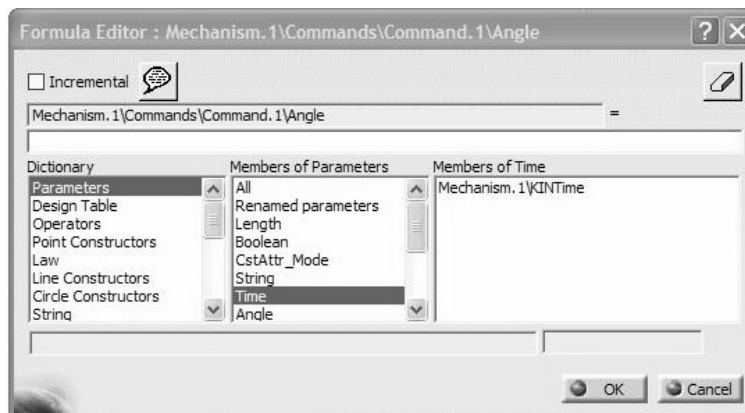 Formula Editor : Mechanism.1\Commands\Command.1\Angle
? X
Incremental
Mechanism.1\Commands\Command.1\Angle =
Dictionary Members of Parameters Members of Time
Parameters All Mechanism.1\KINTime
Design Table Renamed parameters
Operators Length
Point Constructors Boolean
Law CstAttr_Mode
Line Constructors String
Circle Constructors Time
String Angle
OK Cancel